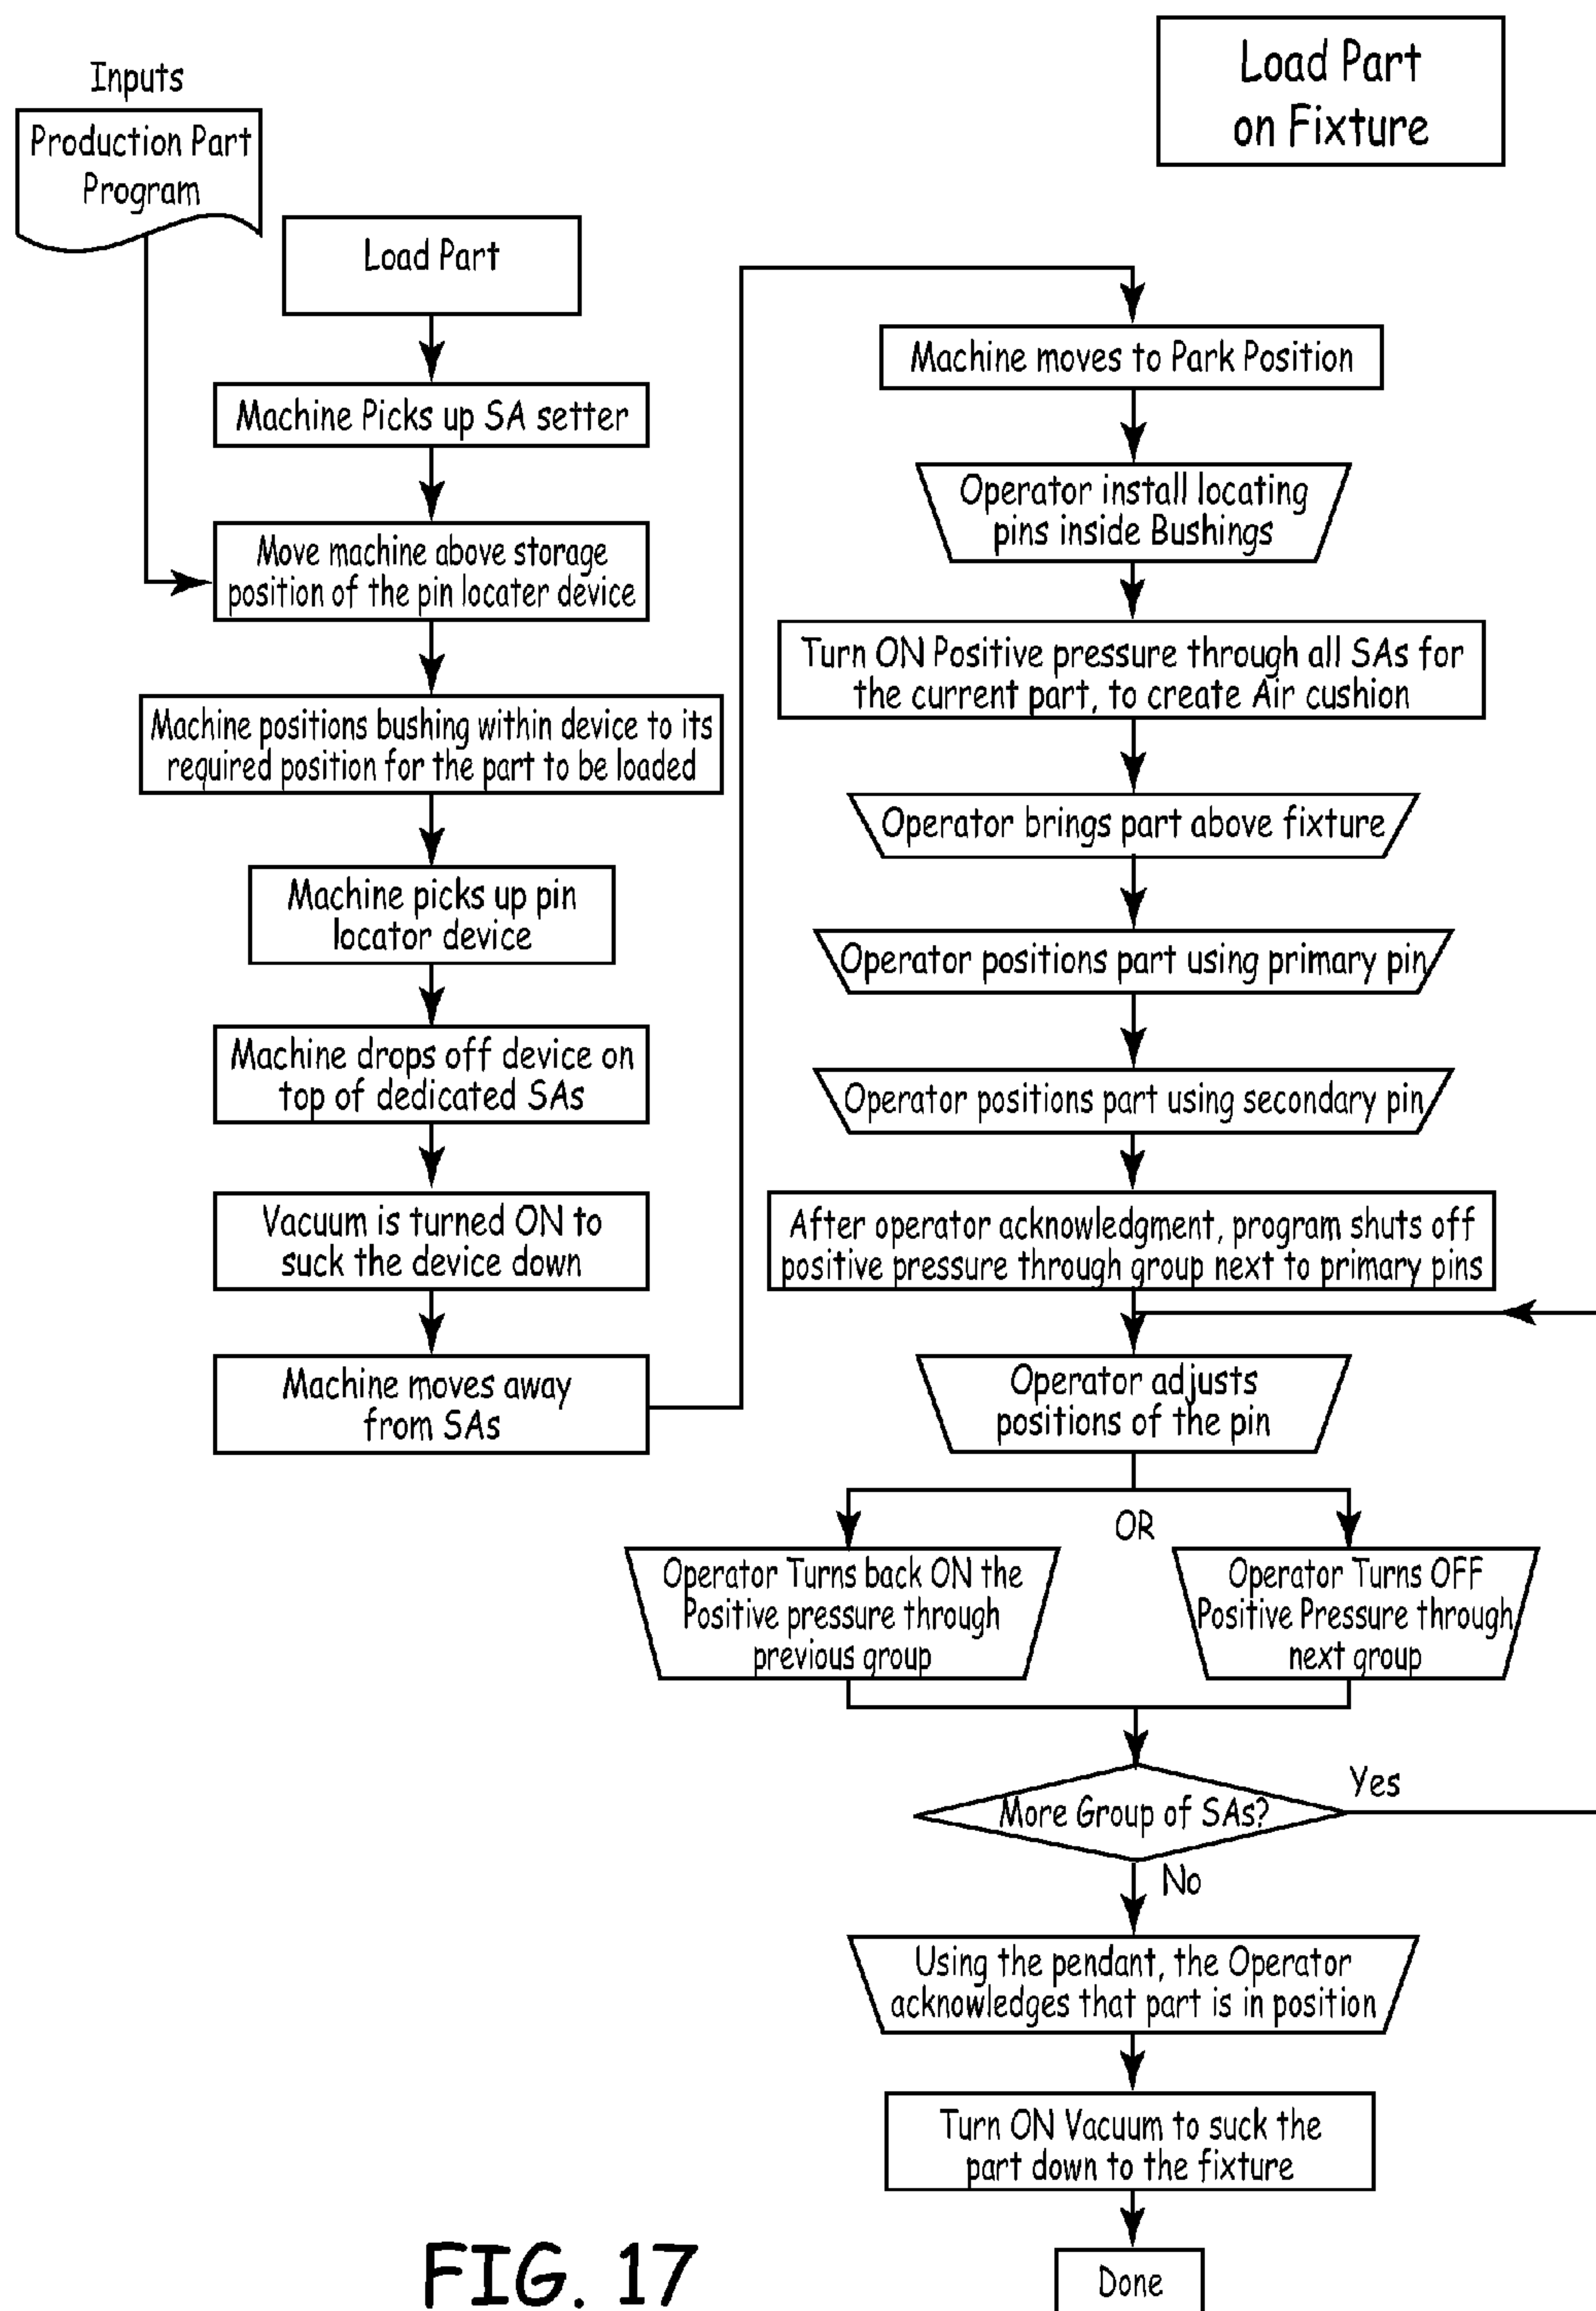 Load Part
on Fixture
Inputs
Production Part
Program
Load Part
Machine Picks up SA setter
Move machine above storage
position of the pin locater device
Machine positions bushing within device to its
required position for the part to be loaded
Machine picks up pin
locator device
Machine drops off device on
top of dedicated SAs
Vacuum is turned ON to
suck the device down
Machine moves away
from SAs
Machine moves to Park Position
Operator install locating
pins inside Bushings
Turn ON Positive pressure through all SAs for
the current part, to create Air cushion
Operator brings part above fixture
Operator positions part using primary pin
Operator positions part using secondary pin
After operator acknowledgment, program shuts off
positive pressure through group next to primary pins
Operator adjusts
positions of the pin
OR
Operator Turns back ON the
Positive pressure through
previous group
Operator Turns OFF
Positive Pressure through
next group
More Group of SAs?
Yes
No
Using the pendant, the Operator
acknowledges that part is in position
Turn ON Vacuum to suck the
part down to the fixture
Done
FIG. 17